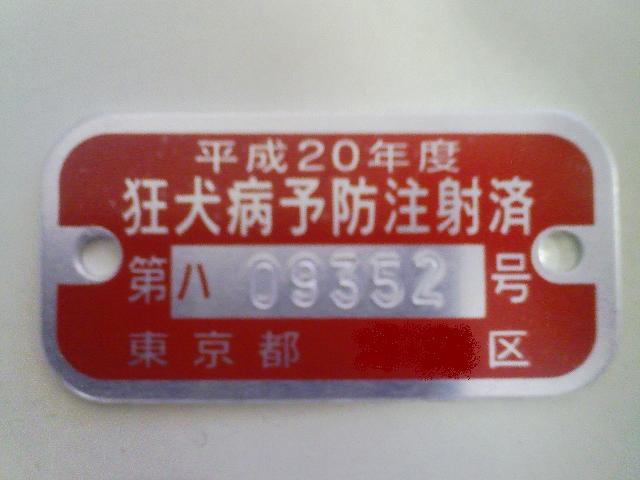 平成20年度
狂犬病予防注射済
第八 09352 号
東京都 区